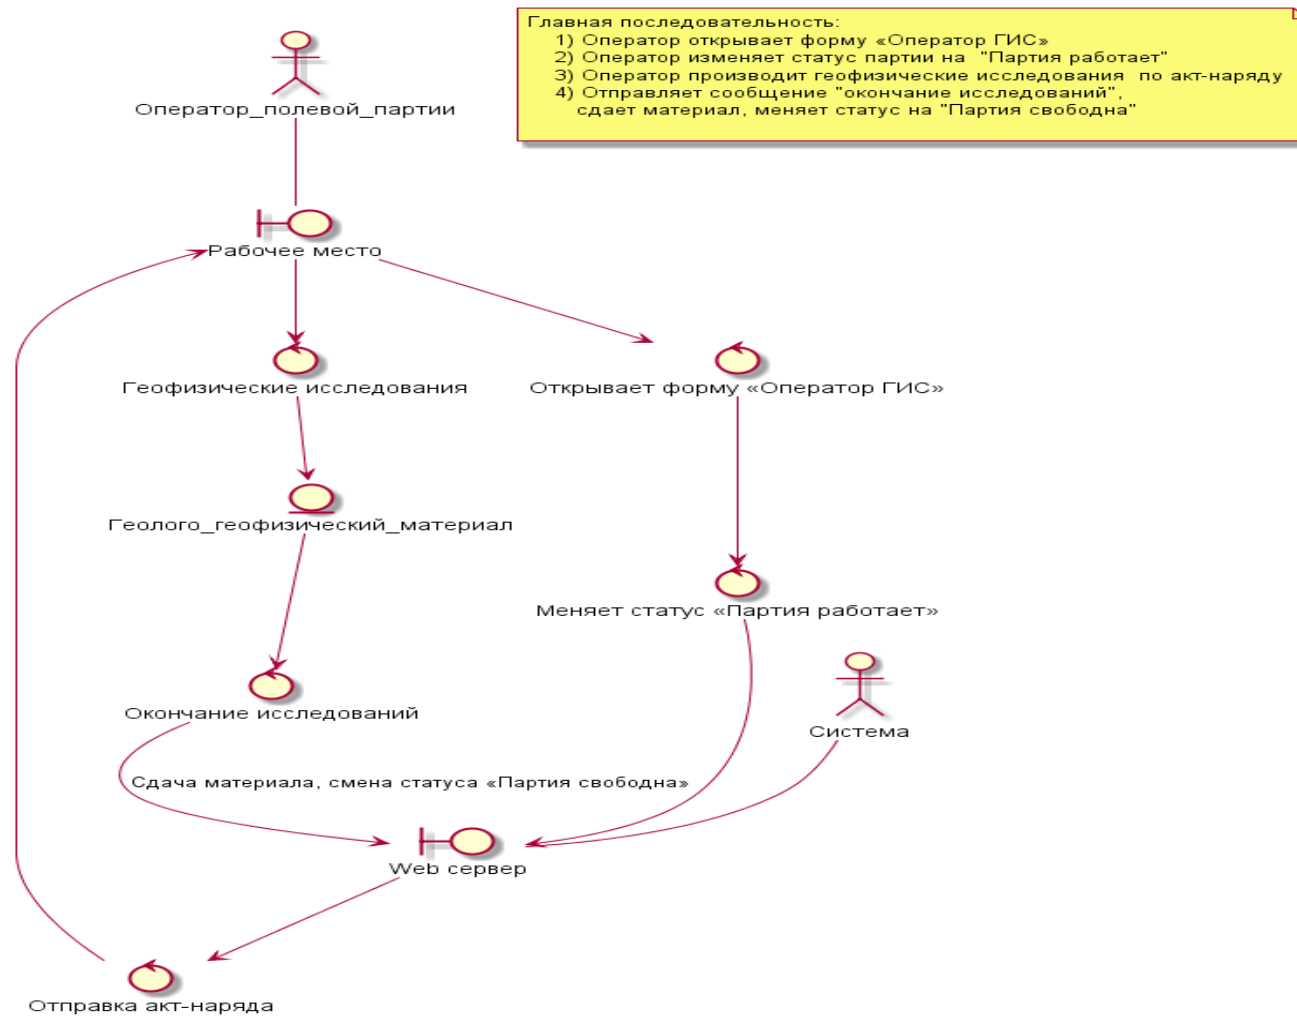 Главная последовательность:
1) Оператор открывает форму «Оператор ГИС»
2) Оператор изменяет статус партии на "Партия работает"
3) Оператор производит геофизические исследования по акт-наряду
4) Отправляет сообщение "окончание исследований",
сдает материал, меняет статус на "Партия свободна"
Оператор_полевой_партии
Рабочее место
Геофизические исследования
Открывает форму «Оператор ГИС»
Геолого_геофизический_материал
Меняет статус «Партия работает»
Окончание исследований
Система
Сдача материала, смена статуса «Партия свободна»
Web сервер
Отправка акт-наряда